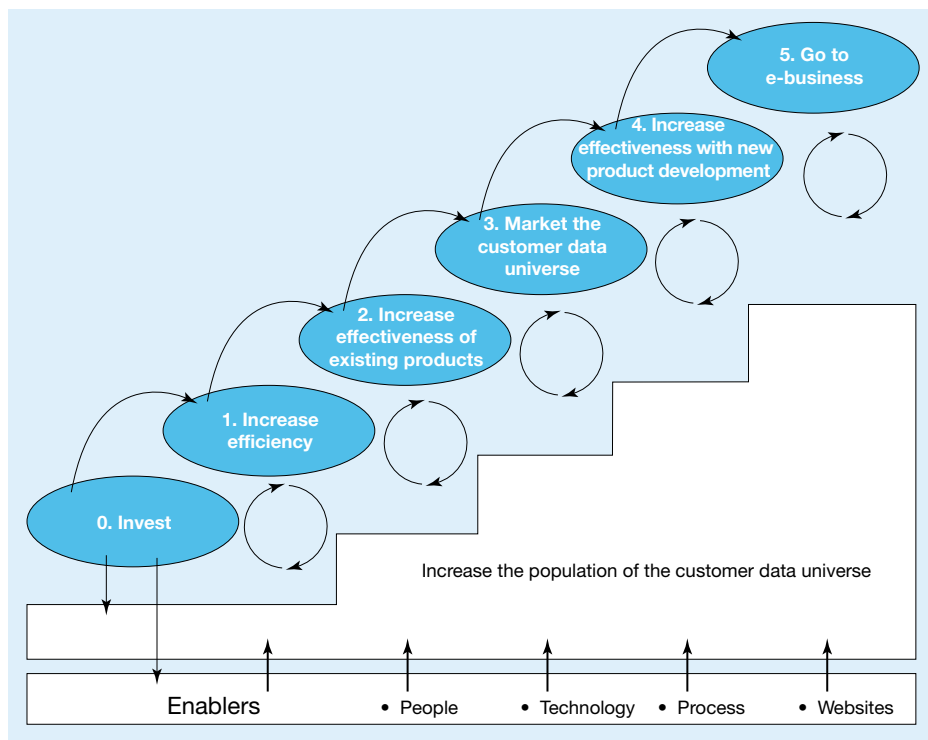 5. Go to
e-business
4. Increase
effectiveness with new
product development
3. Market the
customer data
universe
2. Increase
effectiveness of
existing products
1. Increase
efficiency
0. Invest
Increase the population of the customer data universe
Enablers • People • Technology • Process • Websites